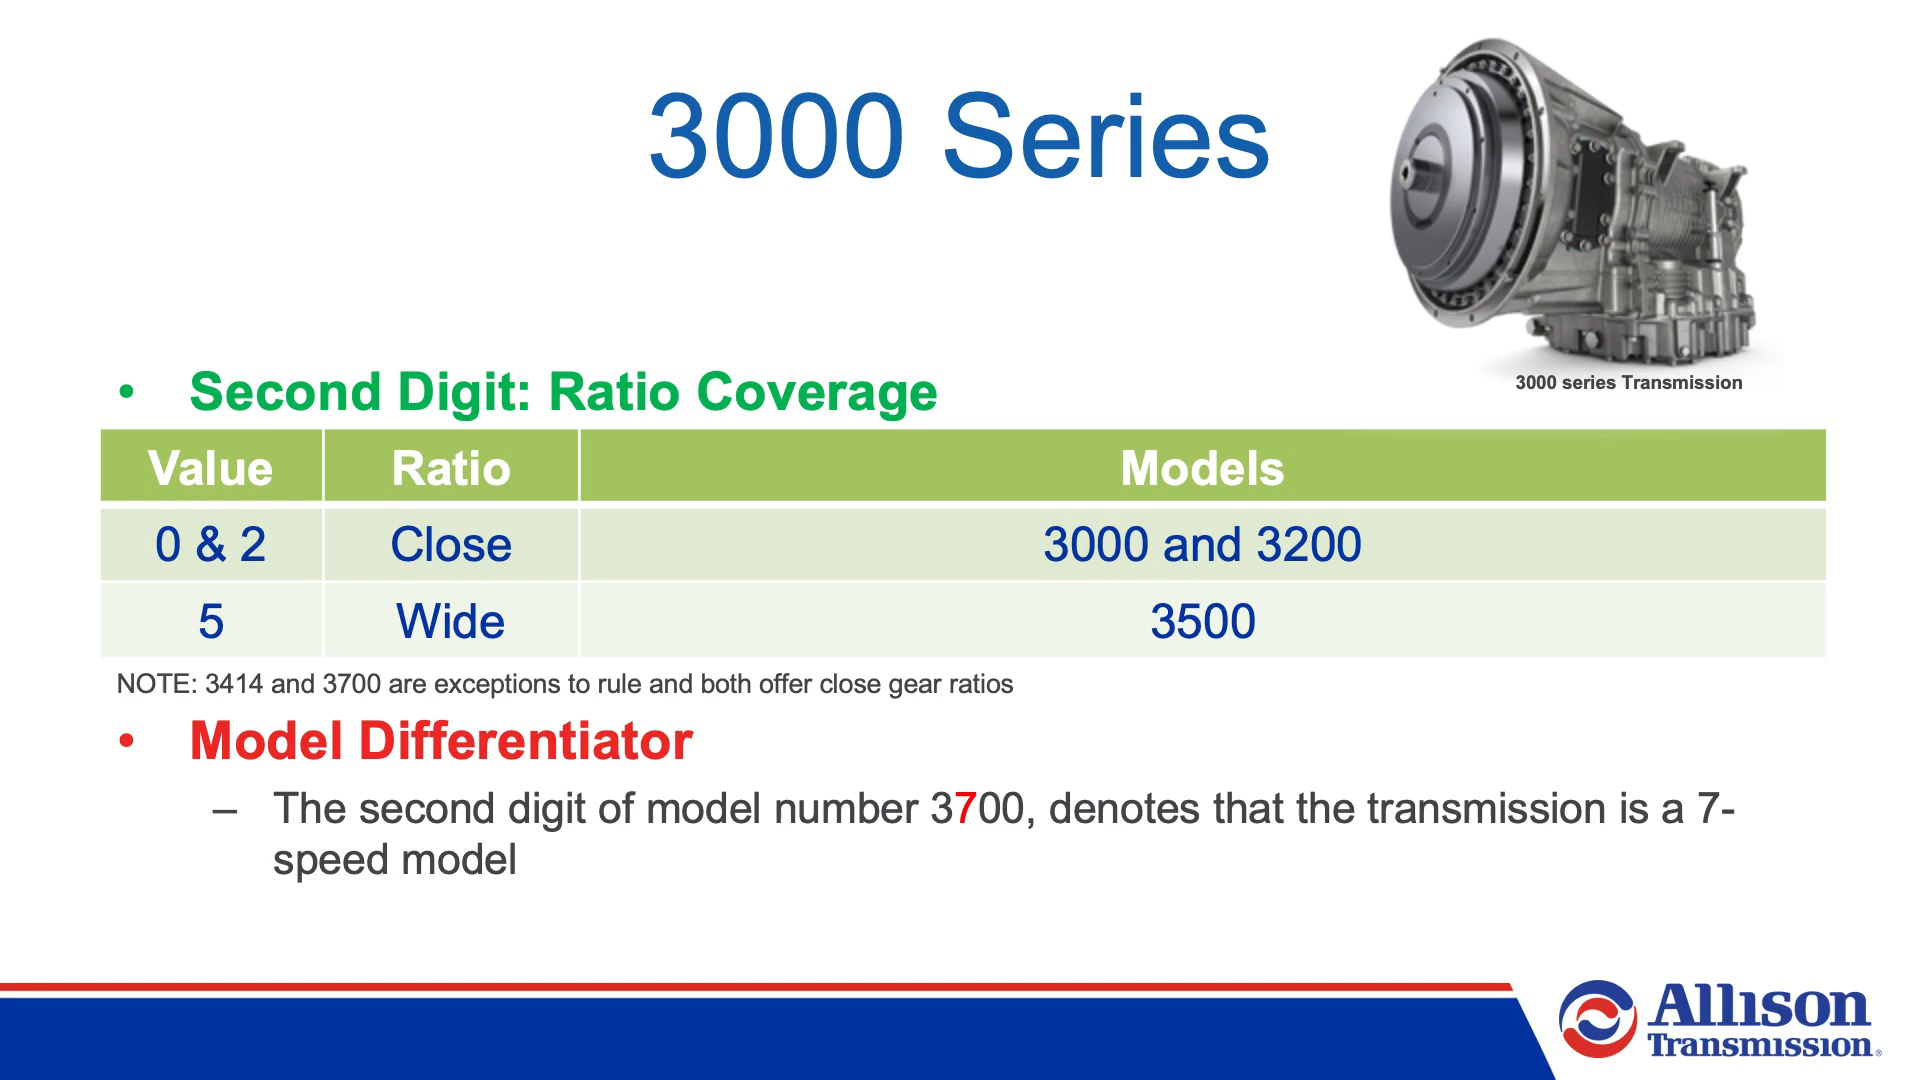 3000 Series
3000 series Transmission
• Second Digit: Ratio Coverage
Value Ratio Models
0 & 2 Close 3000 and 3200
5 Wide 3500
NOTE: 3414 and 3700 are exceptions to rule and both offer close gear ratios
• Model Differentiator
– The second digit of model number 3700, denotes that the transmission is a 7-
speed model
Allison
Transmission®